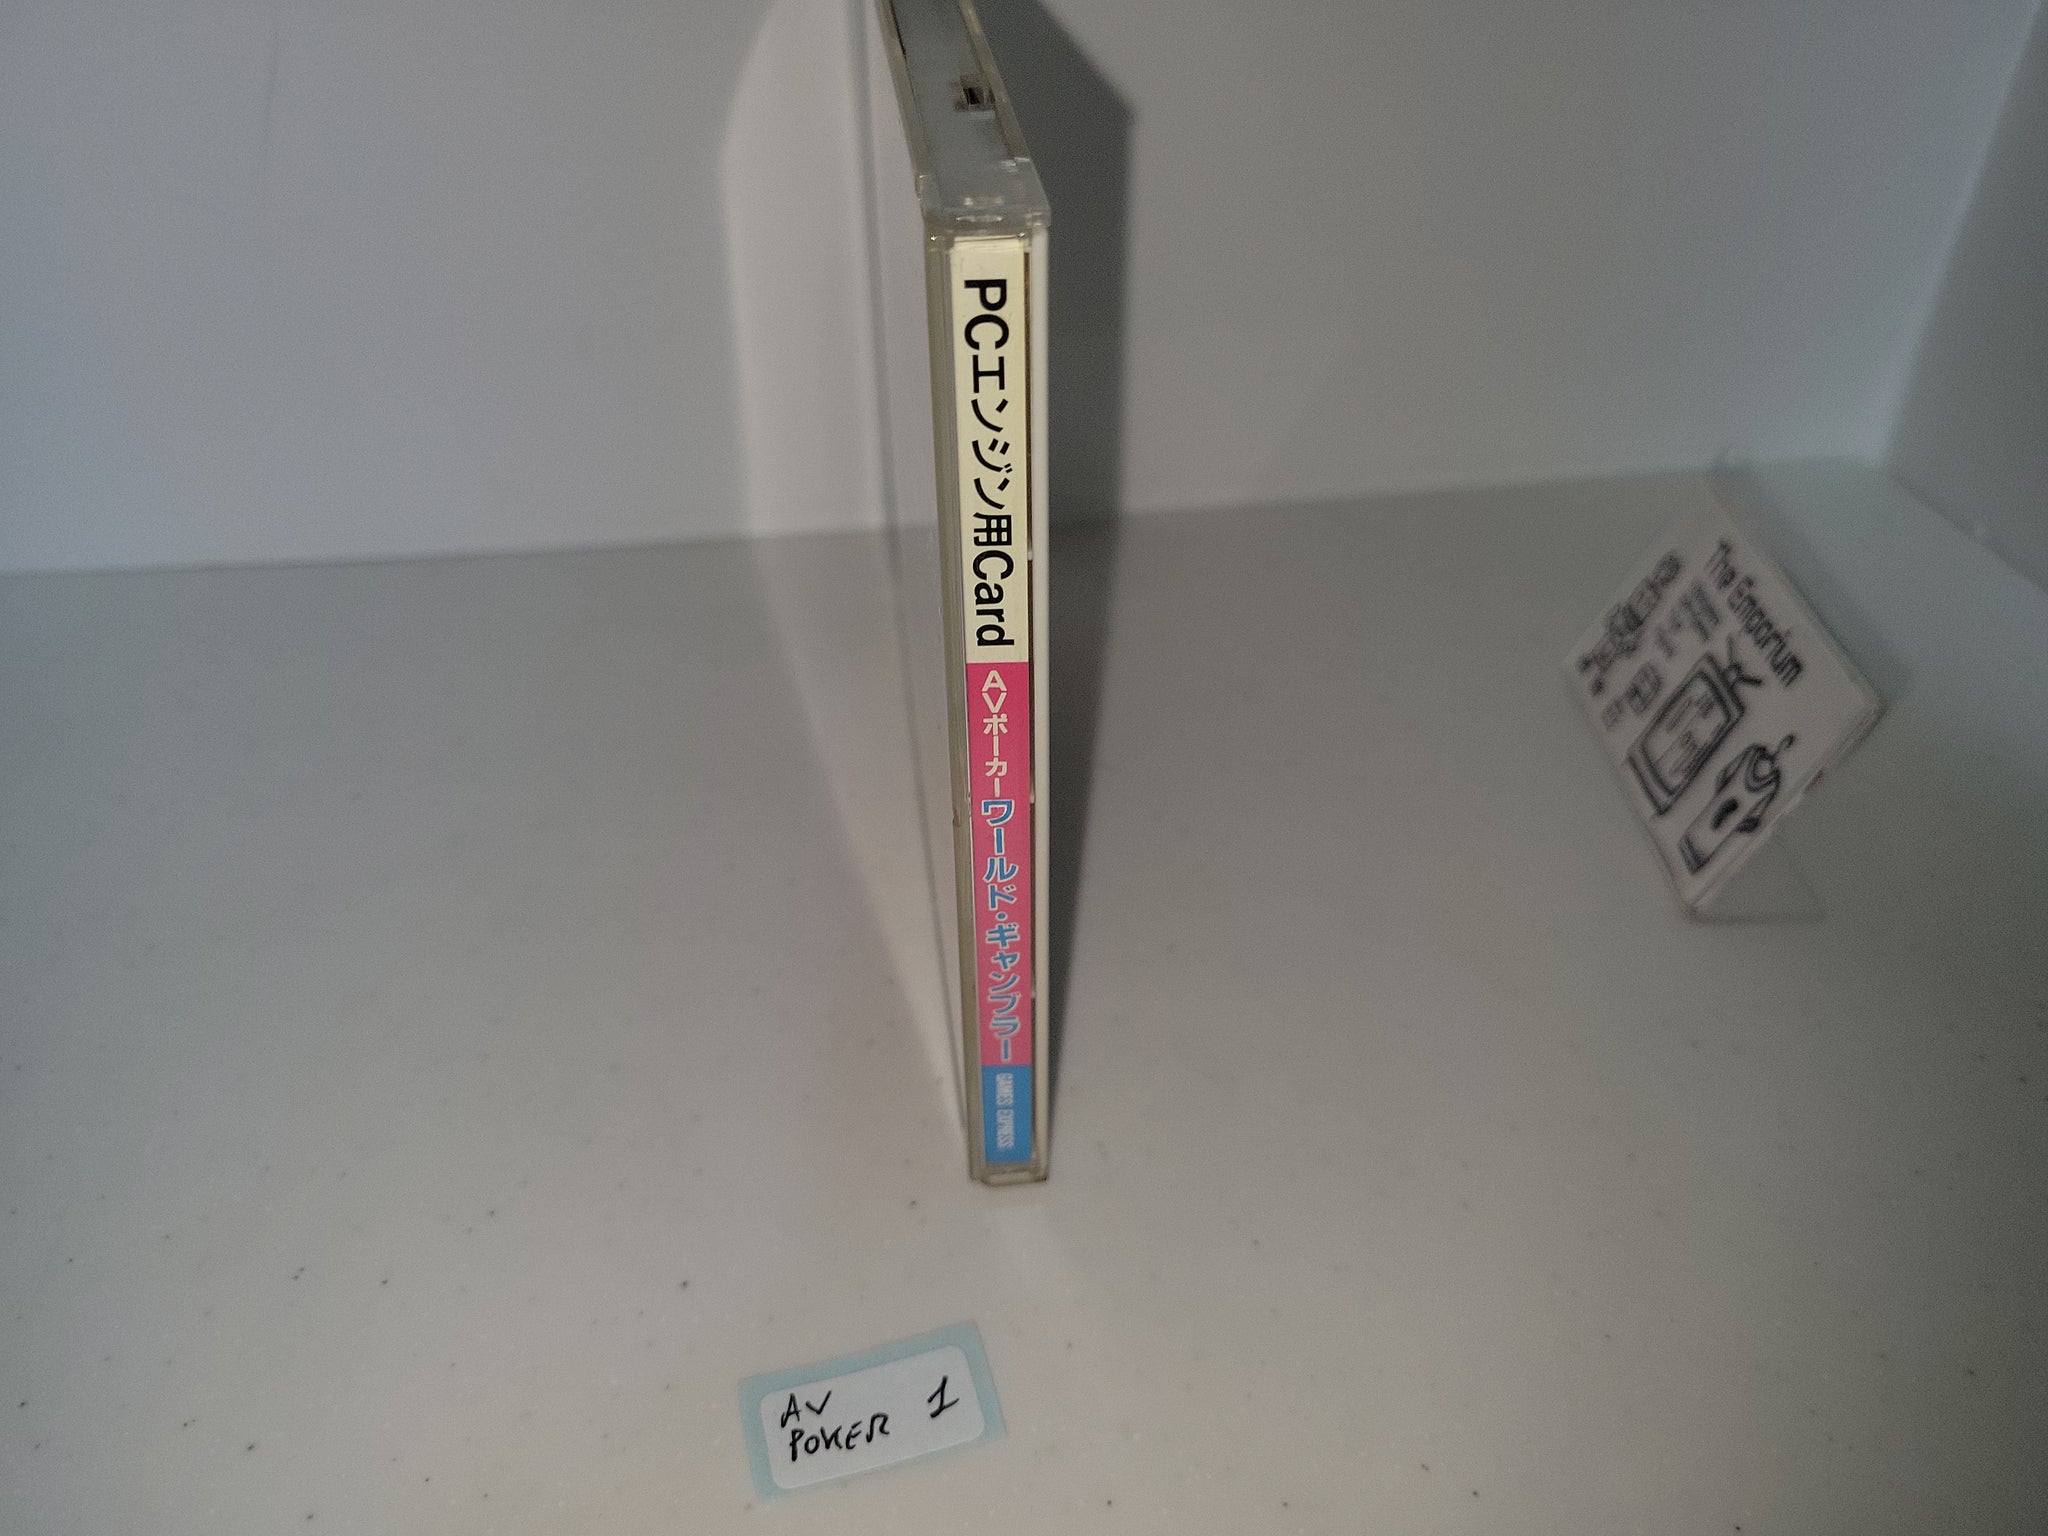 PCエンジン用Card
AVポーカーワールド・ギャンブラー
GAMES EXPRESS
The Emporium
AV
POKER 1